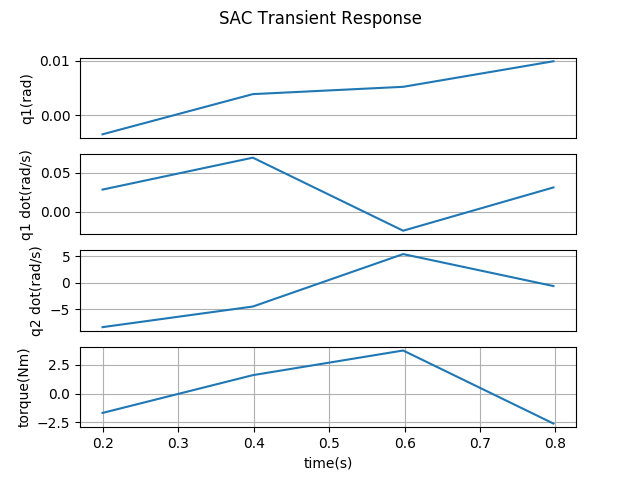 SAC Transient Response
q1(rad)
0.01
0.00
q1 dot(rad/s)
0.05
0.00
q2 dot(rad/s)
5
0
−5
torque(Nm)
2.5
0.0
−2.5
0.2 0.3 0.4 0.5 0.6 0.7 0.8
time(s)